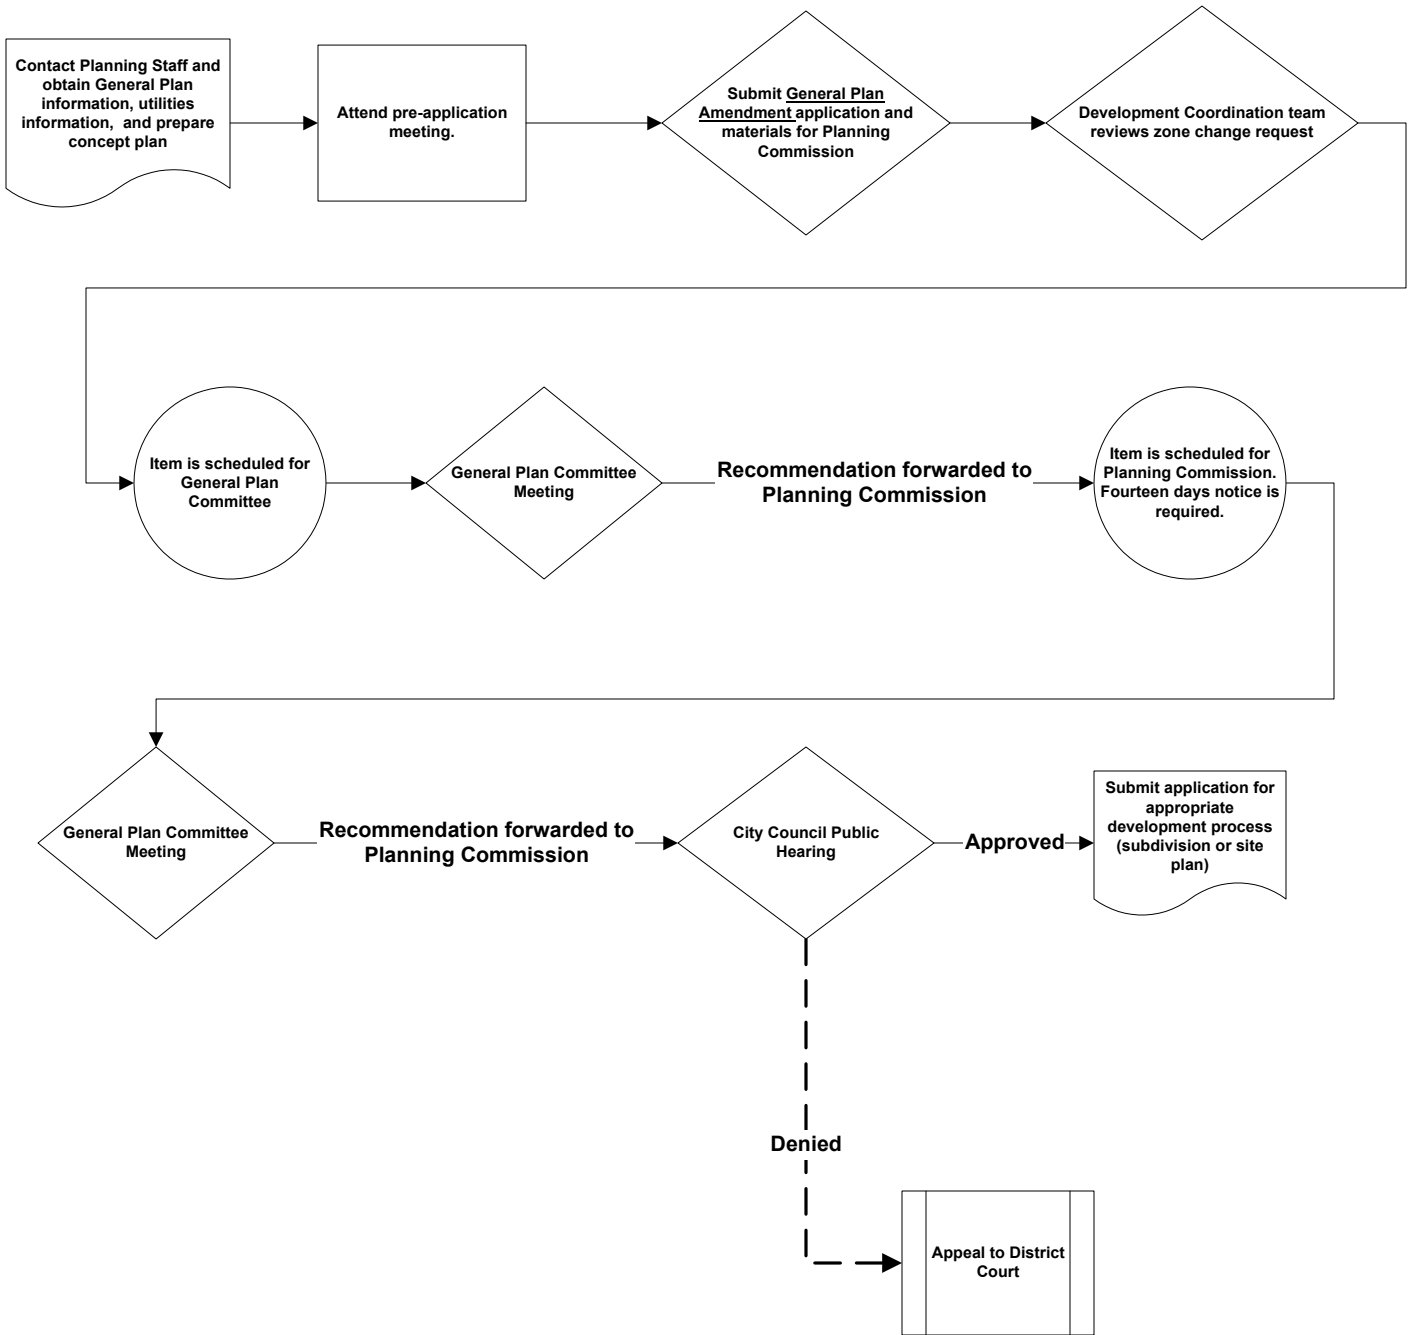 Contact Planning Staff and
obtain General Plan
information, utilities
information, and prepare
concept plan
Attend pre-application
meeting.
Submit General Plan
Amendment application and
materials for Planning
Commission
Development Coordination team
reviews zone change request
Item is scheduled for
General Plan
Committee
General Plan Committee
Meeting
Recommendation forwarded to
Planning Commission
Item is scheduled for
Planning Commission.
Fourteen days notice is
required.
General Plan Committee
Meeting
Recommendation forwarded to
Planning Commission
City Council Public
Hearing
Approved
Submit application for
appropriate
development process
(subdivision or site
plan)
Denied
Appeal to District
Court